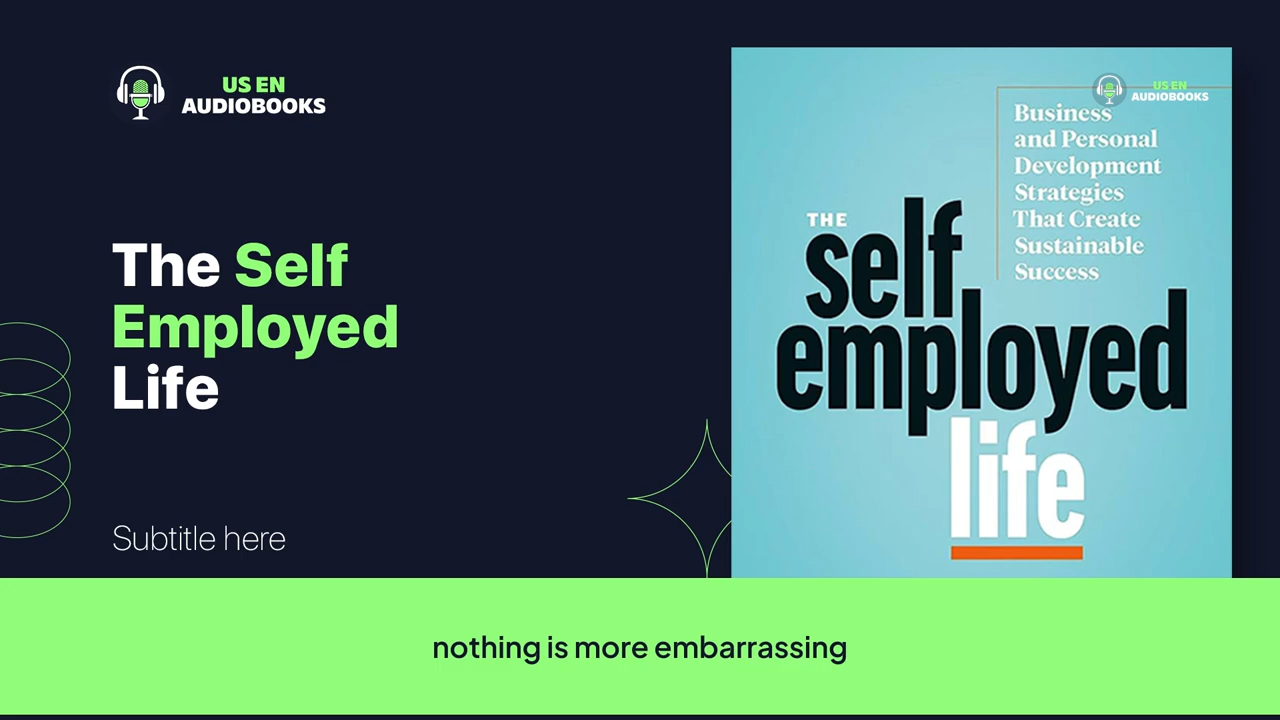 US EN
AUDIOBOOKS
The Self
Employed
Life
Subtitle here
US EN
AUDIOBOOKS
Business
and Personal
Development
Strategies
That Create
Sustainable
Success
THE
self
employed
life
nothing is more embarrassing